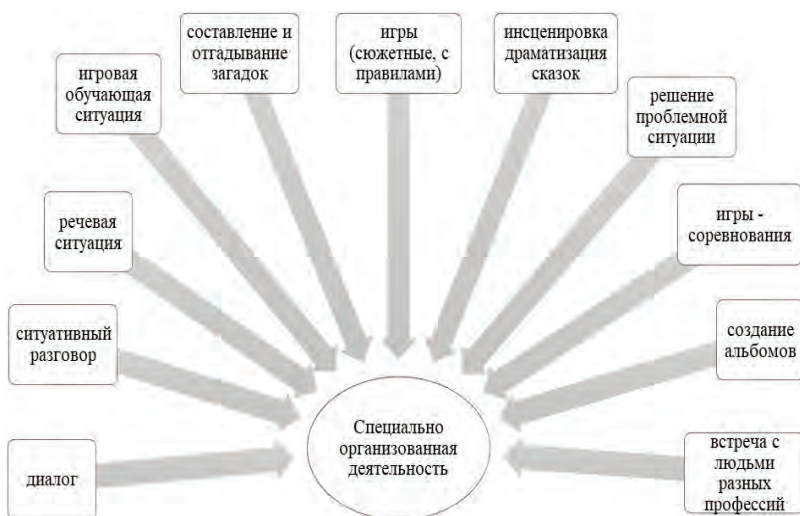 диалог
ситуативный
разговор
речевая
ситуация
игровая
обучающая
ситуация
составление и
отгадывание
загадок
игры
(сюжетные, с
правилами)
инсценировка
драматизация
сказок
решение
проблемной
ситуации
игры -
соревнования
создание
альбомов
встреча с
людьми
разных
профессий
Специально
организованная
деятельность